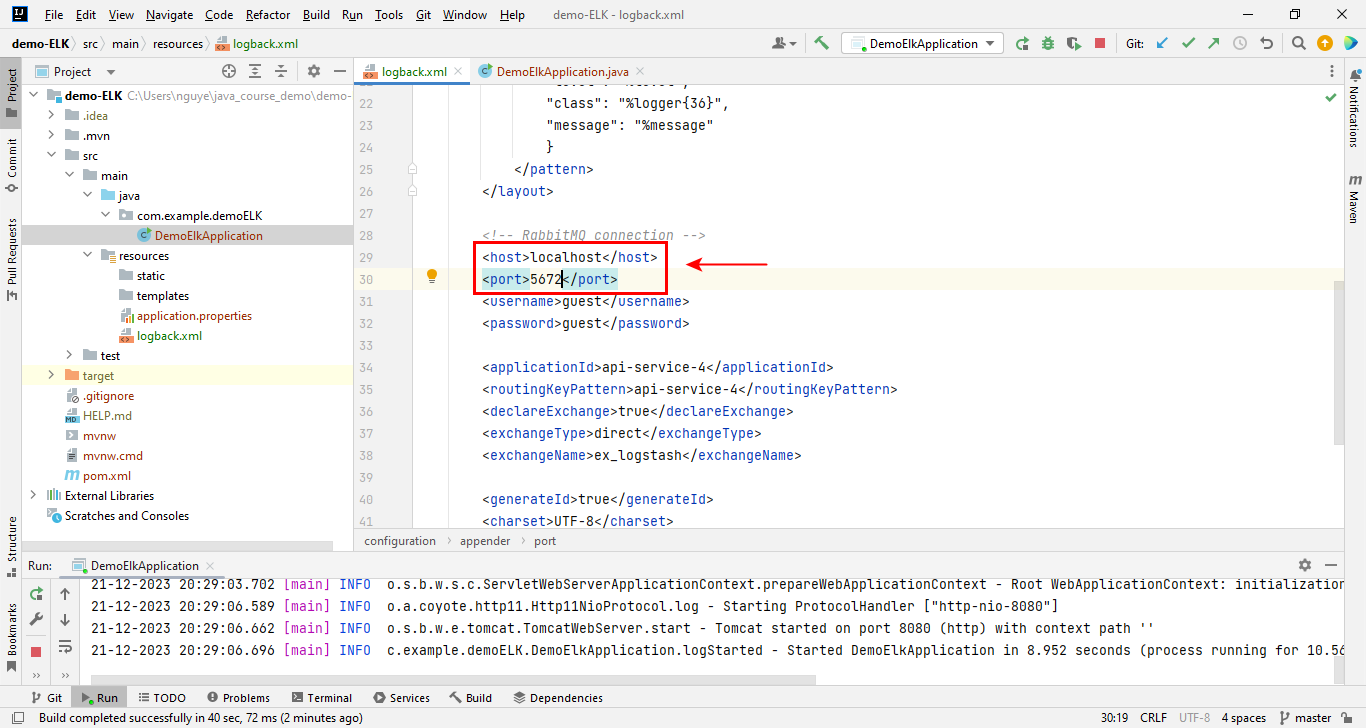 File Edit View Navigate Code Refactor Build Run Tools Git Window Help demo-ELK - logback.xml
demo-ELK src main resources logback.xml DemoElkApplication Git:
Project
logback.xml DemoElkApplication.java
demo-ELK C:\Users\nguye\java_course_demo\demo-
.idea
.mvn
src
main
java
com.example.demoELK
DemoElkApplication
resources
static
templates
application.properties
logback.xml
test
target
.gitignore
HELP.md
mvnw
mvnw.cmd
pom.xml
External Libraries
Scratches and Consoles
22 "class": "%logger{36}",
23 "message": "%message"
24 }
25 </pattern>
26 </layout>
27
28 <!-- RabbitMQ connection -->
29 <host>localhost</host>
30 <port>5672</port>
31 <username>guest</username>
32 <password>guest</password>
33
34 <applicationId>api-service-4</applicationId>
35 <routingKeyPattern>api-service-4</routingKeyPattern>
36 <declareExchange>true</declareExchange>
37 <exchangeType>direct</exchangeType>
38 <exchangeName>ex_logstash</exchangeName>
39
40 <generateId>true</generateId>
41 <charset>UTF-8</charset>
configuration appender port
Project
Commit
Pull Requests
Structure
Bookmarks
Notifications
Maven
Run: DemoElkApplication
21-12-2023 20:29:03.702 [main] INFO o.s.b.w.s.c.ServletWebServerApplicationContext.prepareWebApplicationContext - Root WebApplicationContext: initialization
21-12-2023 20:29:06.589 [main] INFO o.a.coyote.http11.Http11NioProtocol.log - Starting ProtocolHandler ["http-nio-8080"]
21-12-2023 20:29:06.662 [main] INFO o.s.b.w.e.tomcat.TomcatWebServer.start - Tomcat started on port 8080 (http) with context path ''
21-12-2023 20:29:06.696 [main] INFO c.example.demoELK.DemoElkApplication.logStarted - Started DemoElkApplication in 8.952 seconds (process running for 10.56
Git Run TODO Problems Terminal Services Build Dependencies
Build completed successfully in 40 sec, 72 ms (2 minutes ago) 30:19 CRLF UTF-8 4 spaces master